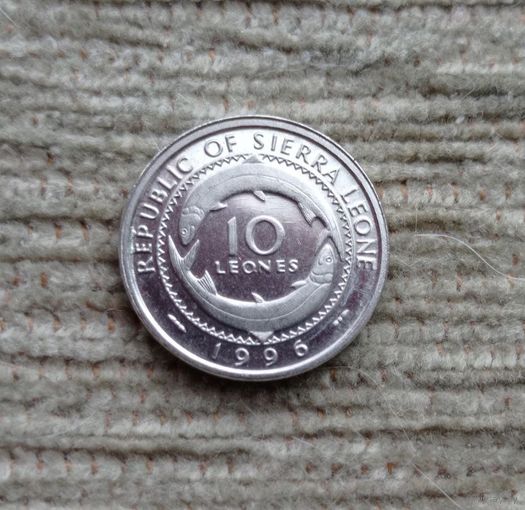 REPUBLIC OF SIERRA LEONE
10
LEONES
1996